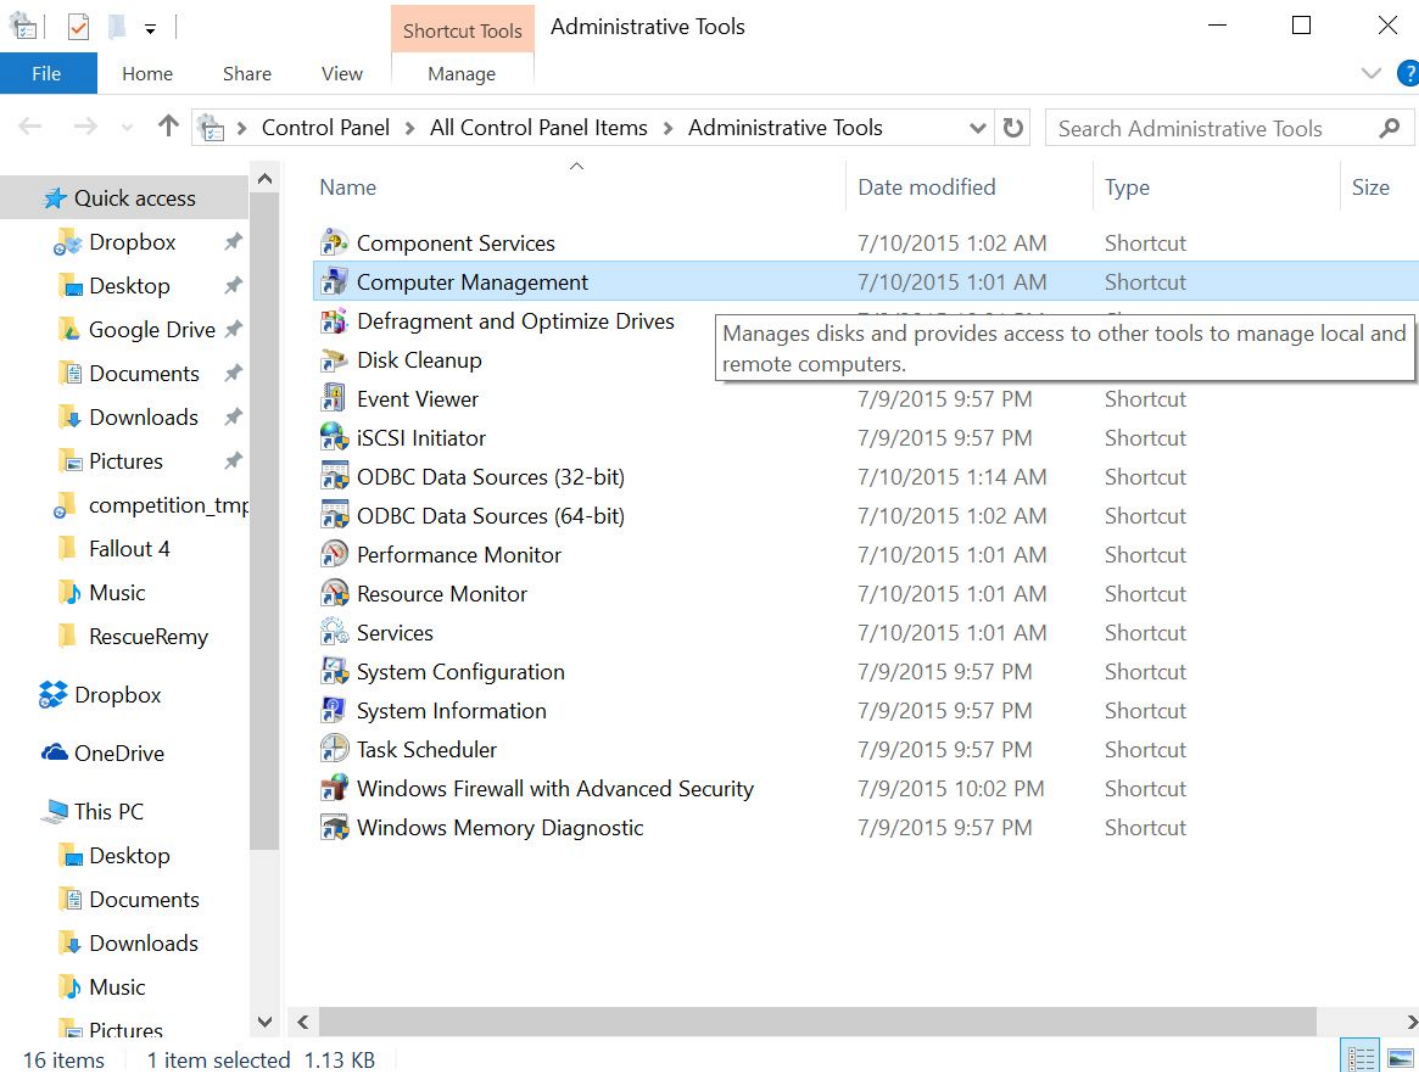 Shortcut Tools
Administrative Tools
File
Home
Share
View
Manage
?
Control Panel > All Control Panel Items > Administrative Tools
Search Administrative Tools
Name
Date modified
Type
Size
Quick access
Dropbox
Desktop
Google Drive
Documents
Downloads
Pictures
competition_tmp
Fallout 4
Music
RescueRemy
Dropbox
OneDrive
This PC
Desktop
Documents
Downloads
Music
Pictures
Component Services 7/10/2015 1:02 AM Shortcut
Computer Management 7/10/2015 1:01 AM Shortcut
Defragment and Optimize Drives
Manages disks and provides access to other tools to manage local and
remote computers.
Disk Cleanup
Event Viewer 7/9/2015 9:57 PM Shortcut
iSCSI Initiator 7/9/2015 9:57 PM Shortcut
ODBC Data Sources (32-bit) 7/10/2015 1:14 AM Shortcut
ODBC Data Sources (64-bit) 7/10/2015 1:02 AM Shortcut
Performance Monitor 7/10/2015 1:01 AM Shortcut
Resource Monitor 7/10/2015 1:01 AM Shortcut
Services 7/10/2015 1:01 AM Shortcut
System Configuration 7/9/2015 9:57 PM Shortcut
System Information 7/9/2015 9:57 PM Shortcut
Task Scheduler 7/9/2015 9:57 PM Shortcut
Windows Firewall with Advanced Security 7/9/2015 10:02 PM Shortcut
Windows Memory Diagnostic 7/9/2015 9:57 PM Shortcut
16 items
1 item selected 1.13 KB